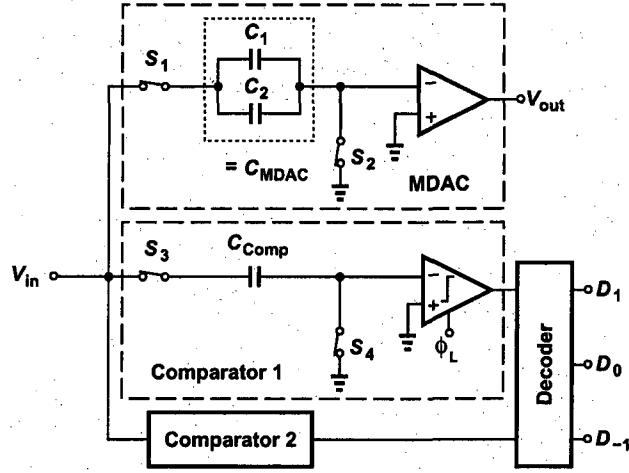 C1
S1
C2
−
+
Vout
= CMDAC
S2
MDAC
Vin
S3
CComp
−
+
S4
ϕL
Comparator 1
Comparator 2
Decoder
D1
D0
D−1